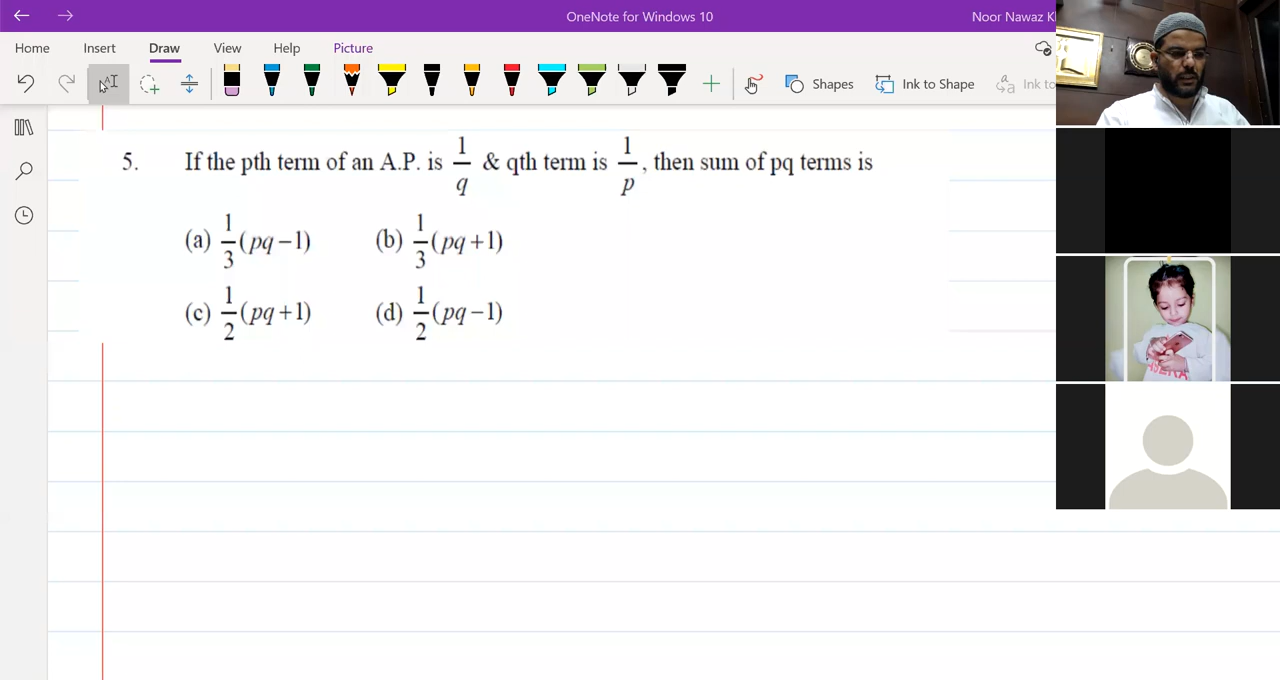 OneNote for Windows 10
Noor Nawaz K
Home Insert Draw View Help Picture
Shapes Ink to Shape Ink to
5. If the pth term of an A.P. is 1/q & qth term is 1/p, then sum of pq terms is
(a) 1/3(pq−1) (b) 1/3(pq+1)
(c) 1/2(pq+1) (d) 1/2(pq−1)